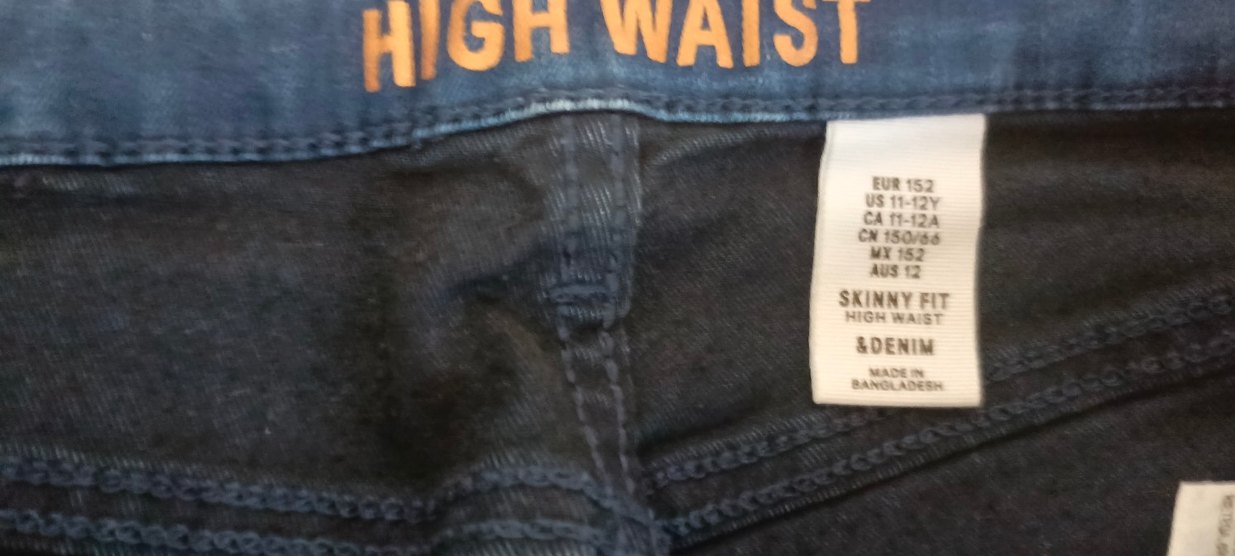 HIGH WAIST
EUR 152
US 11-12Y
CA 11-12A
CN 150/66
MX 152
AUS 12
SKINNY FIT
HIGH WAIST
&DENIM
MADE IN
BANGLADESH